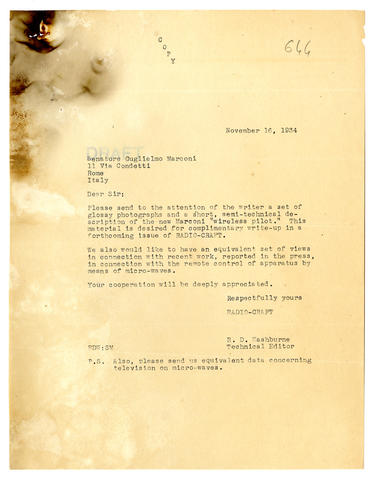 COPY
644
November 16, 1934
DRAFT
Senatore Guglielmo Marconi
11 Via Condotti
Rome
Italy
Dear Sir:
Please send to the attention of the writer a set of
glossy photographs and a short, semi-technical de-
scription of the new Marconi "wireless pilot." This
material is desired for complimentary write-up in a
forthcoming issue of RADIO-CRAFT.
We also would like to have an equivalent set of views
in connection with recent work, reported in the press,
in connection with the remote control of apparatus by
means of micro-waves.
Your cooperation will be deeply appreciated.
Respectfully yours
RADIO-CRAFT
R. D. Washburne
RDW:SM Technical Editor
P.S. Also, please send us equivalent data concerning
television on micro-waves.